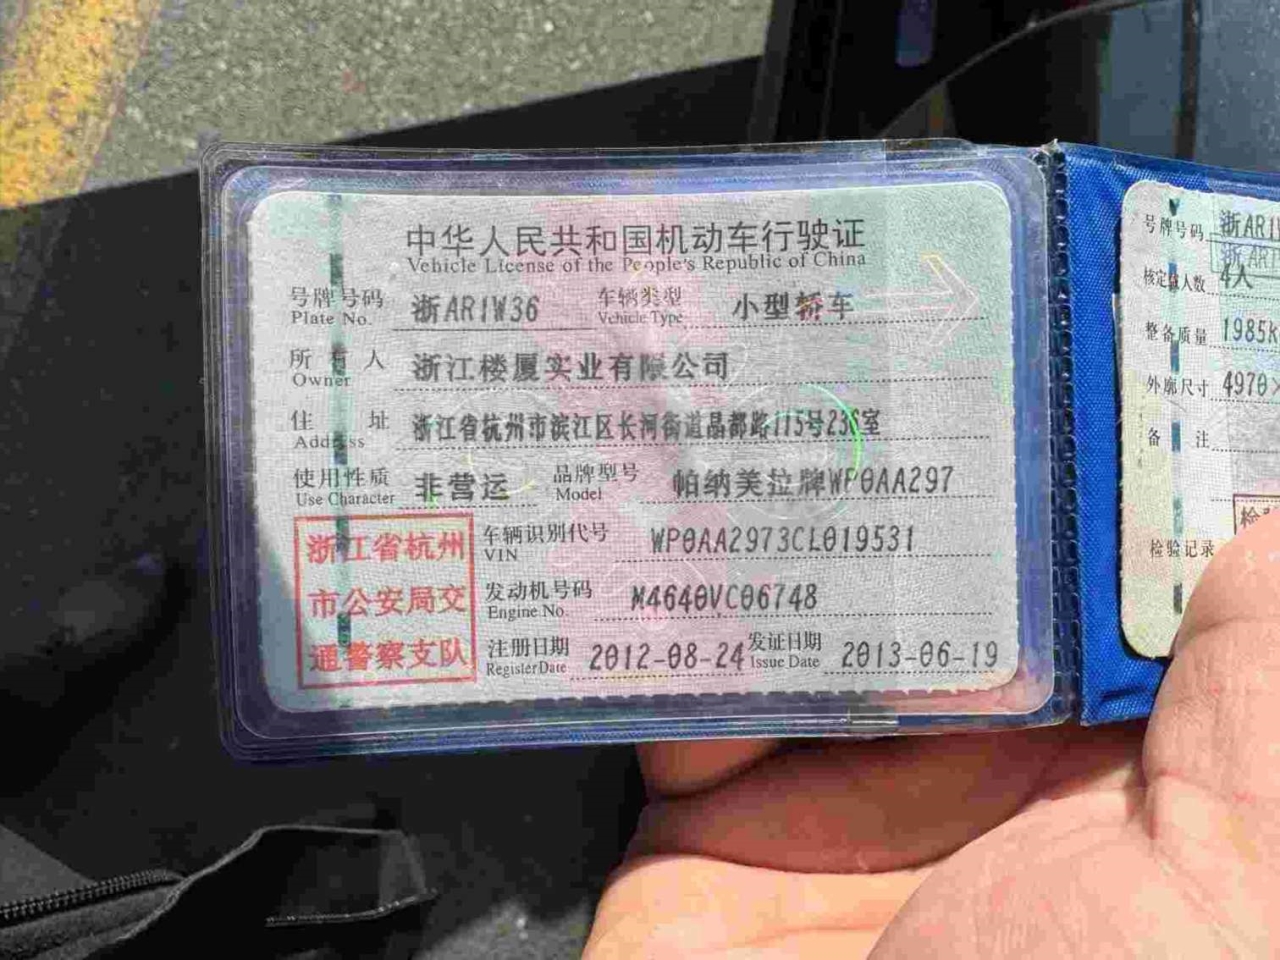 中华人民共和国机动车行驶证
Vehicle License of the People's Republic of China
号牌号码 浙AR1W36 车辆类型 小型轿车
Plate No. Vehicle Type
所有人 浙江楼厦实业有限公司
Owner
住址 浙江省杭州市滨江区长河街道晶都路115号236室
Address
使用性质 非营运 品牌型号 帕纳美拉牌WP0AA297
Use Character Model
浙江省杭州
市公安局交
通警察支队
车辆识别代号 WP0AA2973CL019531
VIN
发动机号码 M4640VC06748
Engine No.
注册日期 2012-08-24 发证日期 2013-06-19
Register Date Issue Date
号牌号码 浙AR1
浙AR1
核定载人数 4人
整备质量 1985K
外廓尺寸 4970×
备注
检验记录